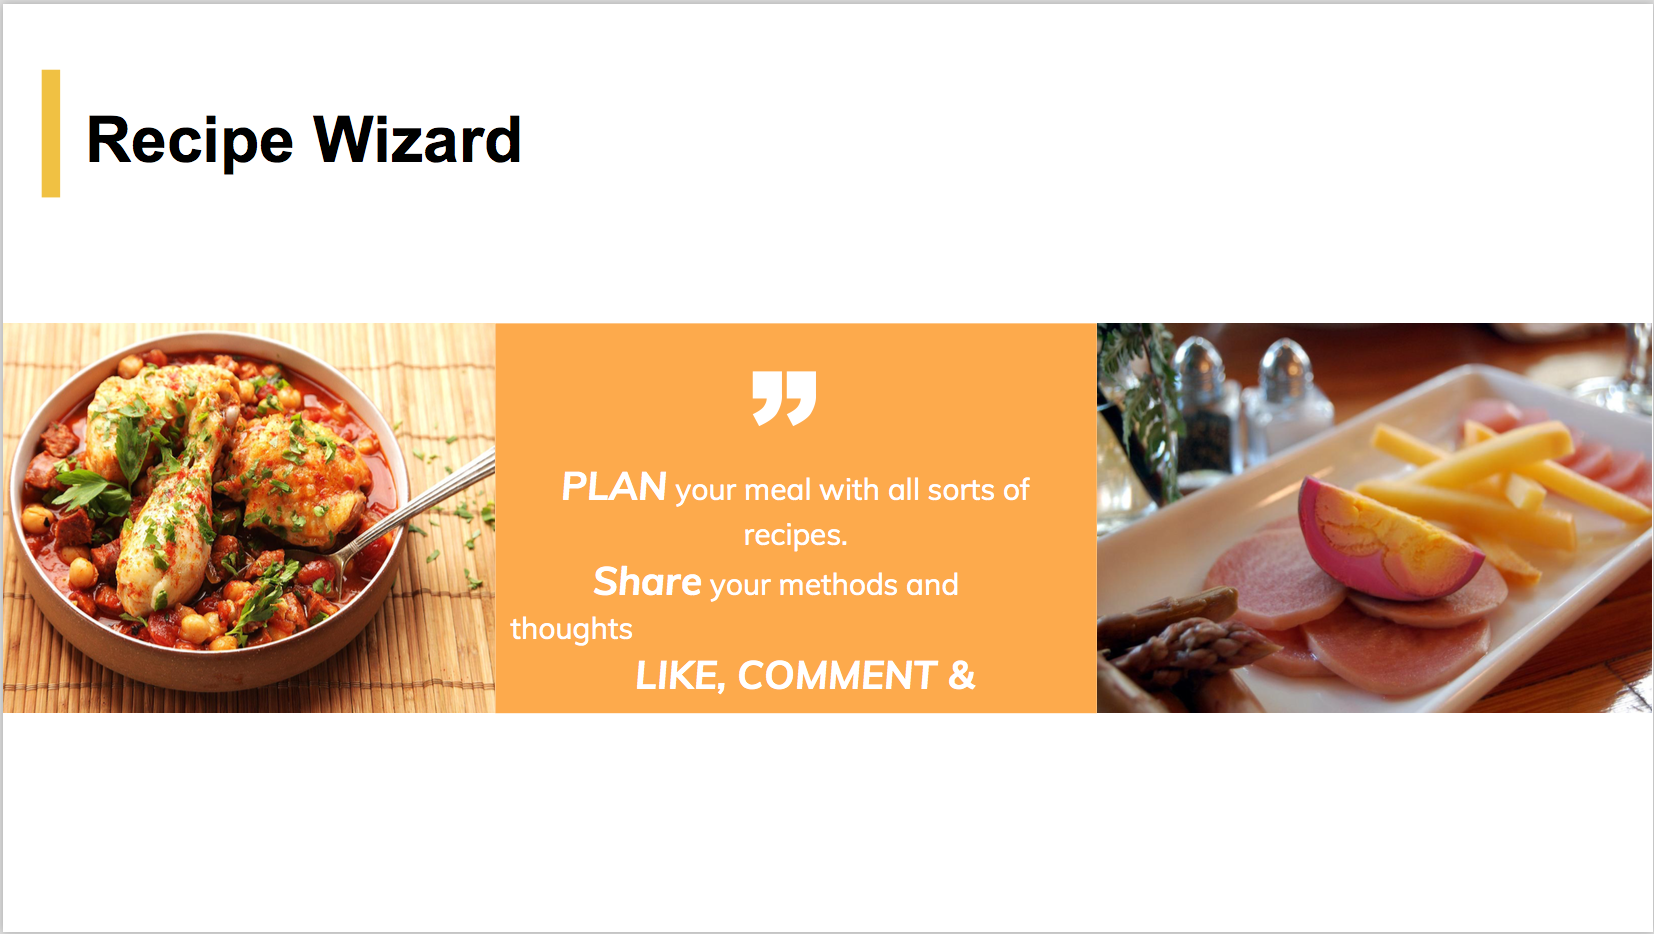 Recipe Wizard
”
PLAN your meal with all sorts of
recipes.
Share your methods and
thoughts
LIKE, COMMENT &